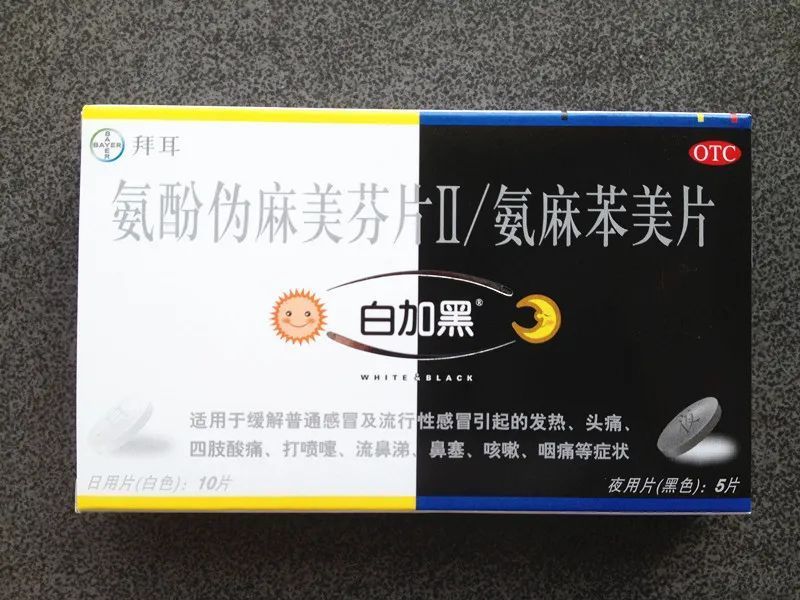 BAYER
BAYER
拜耳
OTC
氨酚伪麻美芬片Ⅱ/氨麻苯美片
白加黑®
WHITE&BLACK
适用于缓解普通感冒及流行性感冒引起的发热、头痛、
四肢酸痛、打喷嚏、流鼻涕、鼻塞、咳嗽、咽痛等症状
日用片(白色)：10片
夜用片(黑色)：5片